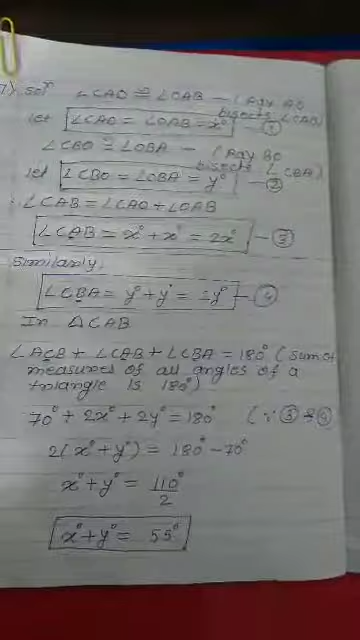 7) Solⁿ ∠CAO ≅ ∠OAB — (Ray AO bisects ∠CAB)
let ∠CAO = ∠OAB = x° — ①
∠CBO ≅ ∠OBA — (Ray BO bisects ∠CBA)
let ∠CBO = ∠OBA = y° — ②
∴ ∠CAB = ∠CAO + ∠OAB
∠CAB = x° + x° = 2x° — ③
Similarly,
∠CBA = y° + y° = 2y° — ④
In △CAB
∠ACB + ∠CAB + ∠CBA = 180° (sum of
measures of all angles of a
triangle is 180°)
70° + 2x° + 2y° = 180° (∵ ③ & ④)
2(x° + y°) = 180° - 70°
x° + y° = 110°/2
x° + y° = 55°